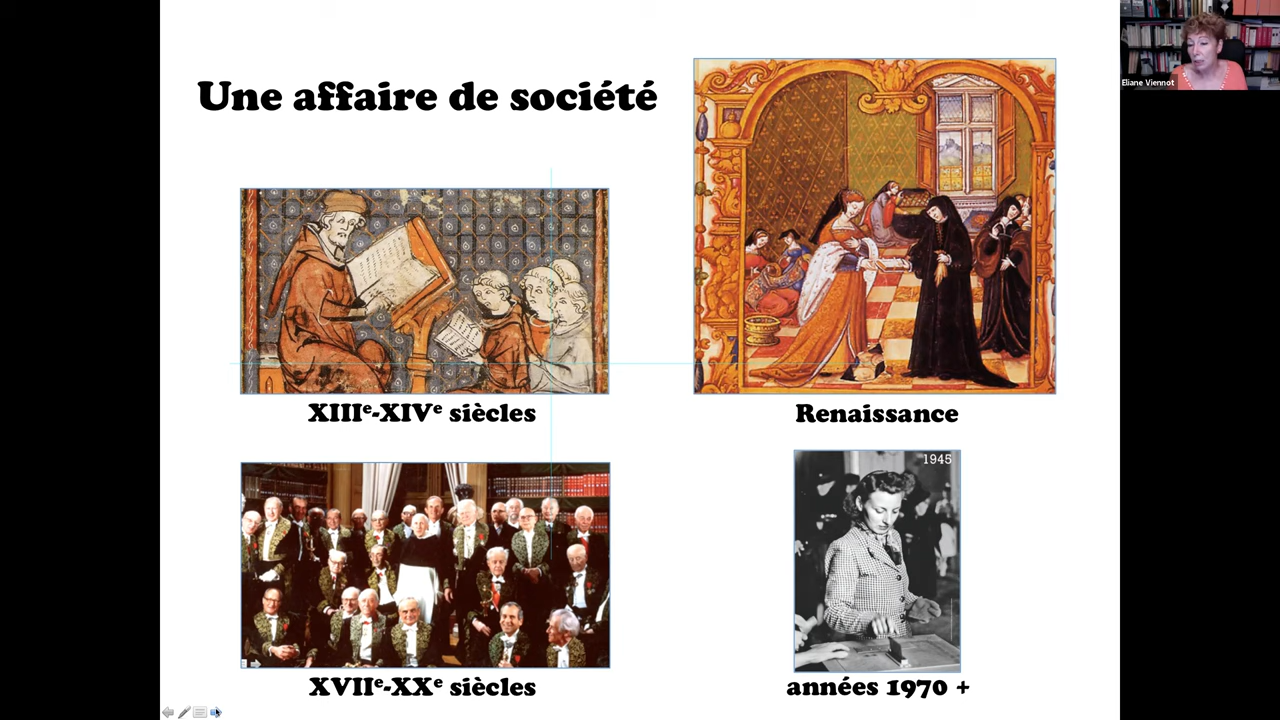 Une affaire de société
Eliane Viennot
XIIIᵉ-XIVᵉ siècles
Renaissance
1945
XVIIᵉ-XXᵉ siècles
années 1970 +